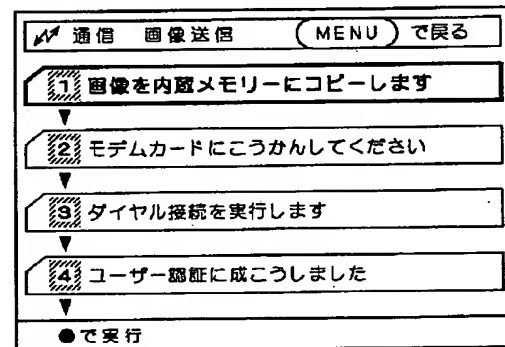 通信 画像送信 MENU で戻る
1 画像を内蔵メモリーにコピーします
2 モデムカードにこうかんしてください
3 ダイヤル接続を実行します
4 ユーザー認証に成こうしました
●で実行